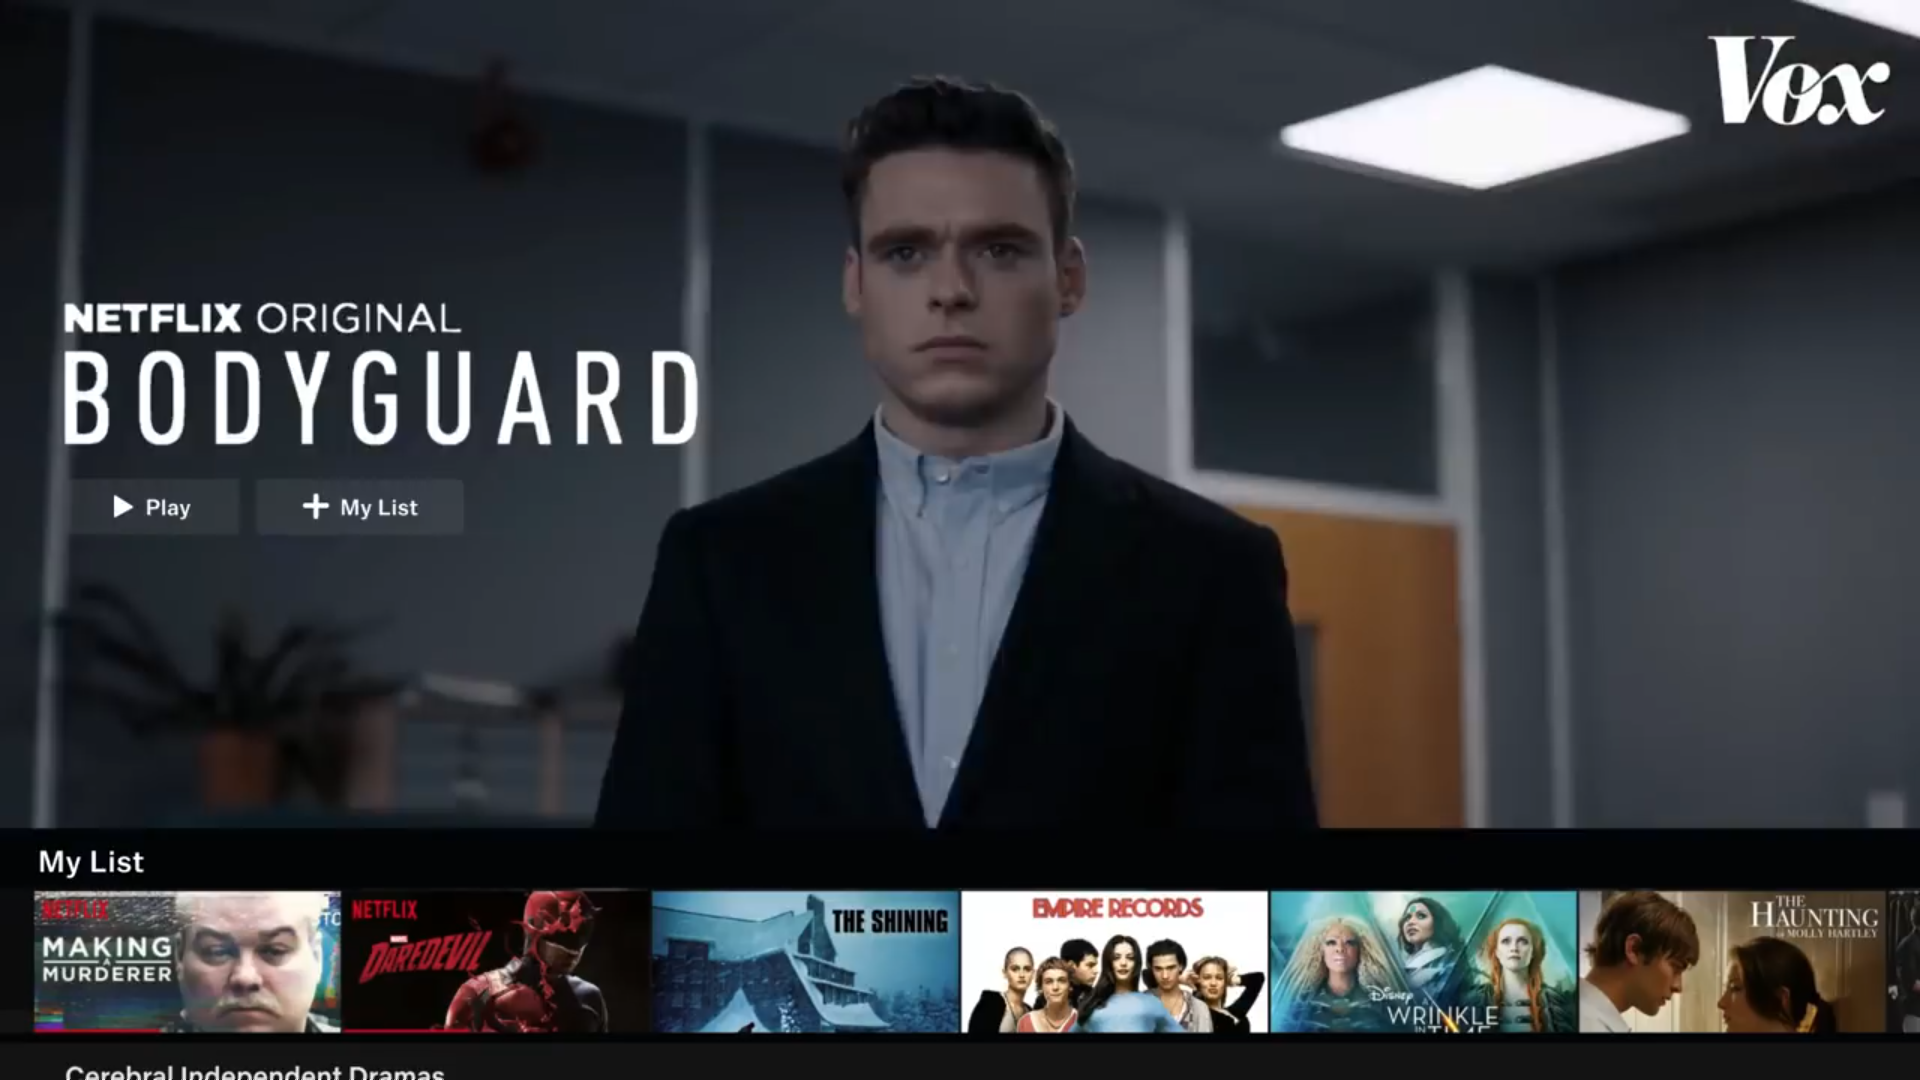 Vox
NETFLIX ORIGINAL
BODYGUARD
Play
My List
My List
NETFLIX
MAKING
A
MURDERER
NETFLIX
MARVEL
DAREDEVIL
THE SHINING
EMPIRE RECORDS
Disney
A
WRINKLE
IN TIME
THE
HAUNTING
OF MOLLY HARTLEY
Cerebral Independent Dramas